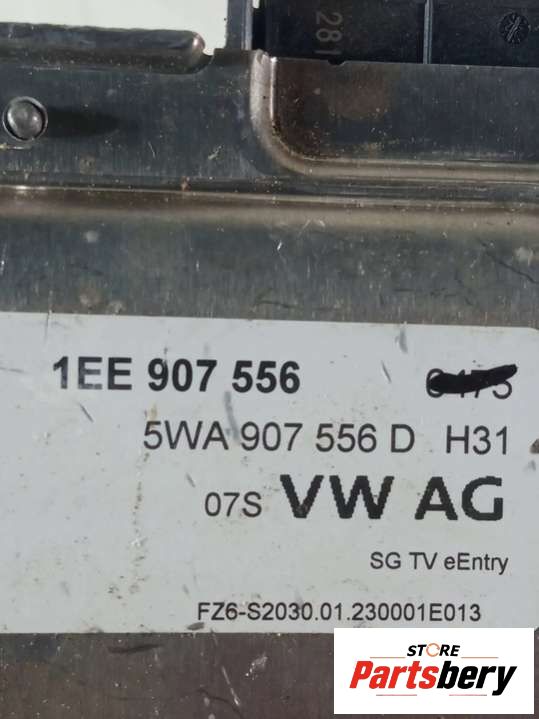 281
1EE 907 556
5WA 907 556 D H31
07S VW AG
SG TV eEntry
FZ6-S2030.01.230001E013
STORE
Partsbery